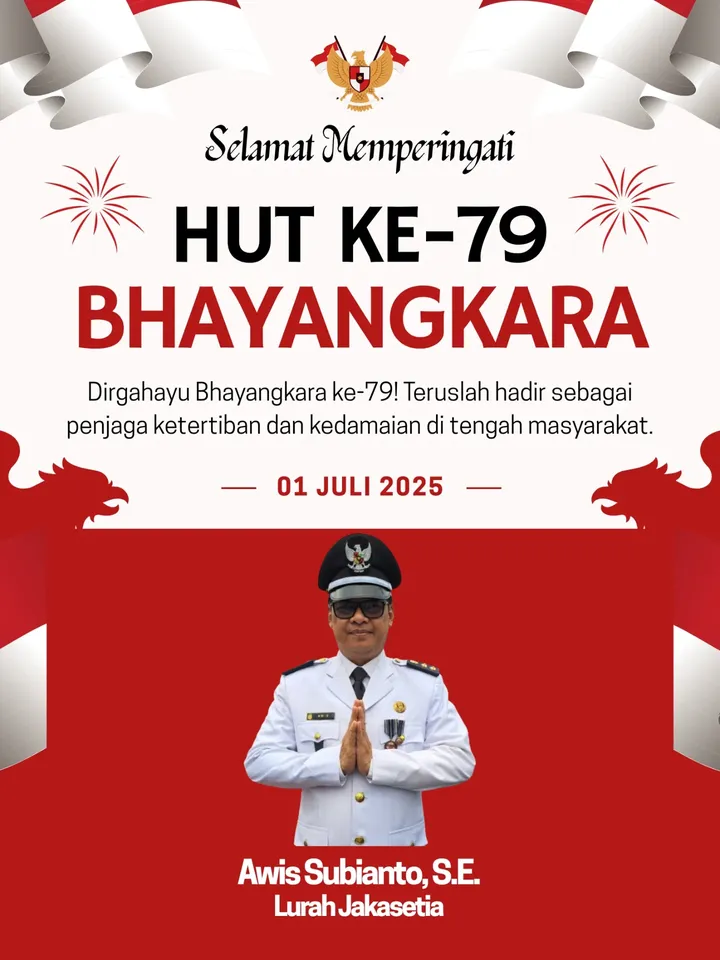 Selamat Memperingati
HUT KE-79
BHAYANGKARA
Dirgahayu Bhayangkara ke-79! Teruslah hadir sebagai
penjaga ketertiban dan kedamaian di tengah masyarakat.
01 JULI 2025
Awis Subianto, S.E.
Lurah Jakasetia